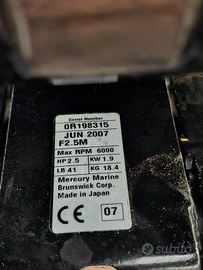 Serial Number
0R198315
JUN 2007
F2.5M
Max RPM 6000
HP 2.5 KW 1.9
LB 41 KG 18.4
Mercury Marine
Brunswick Corp.
Made in Japan
CE 07
subito